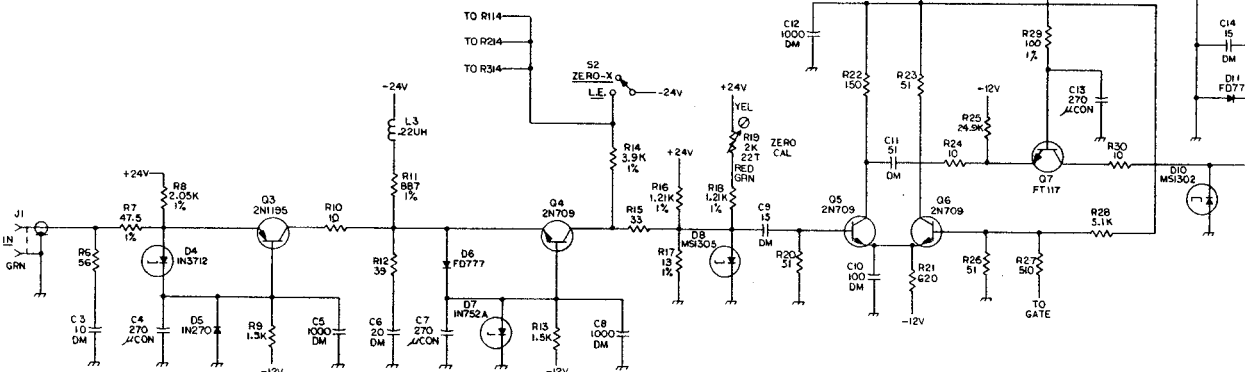 TO R114
TO R214
TO R314
S2
ZERO-X
L.E.
-24V
C12
1000
DM
R22
150
R23
51
R29
100
1%
C13
270
μCON
C14
15
DM
D11
FD77
-24V
L3
.22UH
R11
887
1%
R14
3.9K
1%
+24V
R16
1.21K
1%
+24V
YEL
R19
2K
22T
ZERO
CAL
RED
GRN
R18
1.21K
1%
-12V
R25
24.9K
C11
51
DM
R24
10
Q7
FT117
R30
10
D10
MS1302
+24V
R8
2.05K
1%
R7
47.5
1%
J1
IN
GRN
R6
56
C3
10
DM
D4
IN3712
C4
270
μCON
D5
IN270
Q3
2N1195
R9
1.5K
-12V
C5
1000
DM
R10
10
R12
39
C6
20
DM
D6
FD777
C7
270
μCON
D7
IN752A
Q4
2N709
R13
1.5K
-12V
C8
1000
DM
R15
33
R17
13
1%
D8
MS1305
C9
15
DM
R20
51
Q5
2N709
Q6
2N709
C10
100
DM
R21
620
-12V
R26
51
R27
510
TO
GATE
R28
5.1K